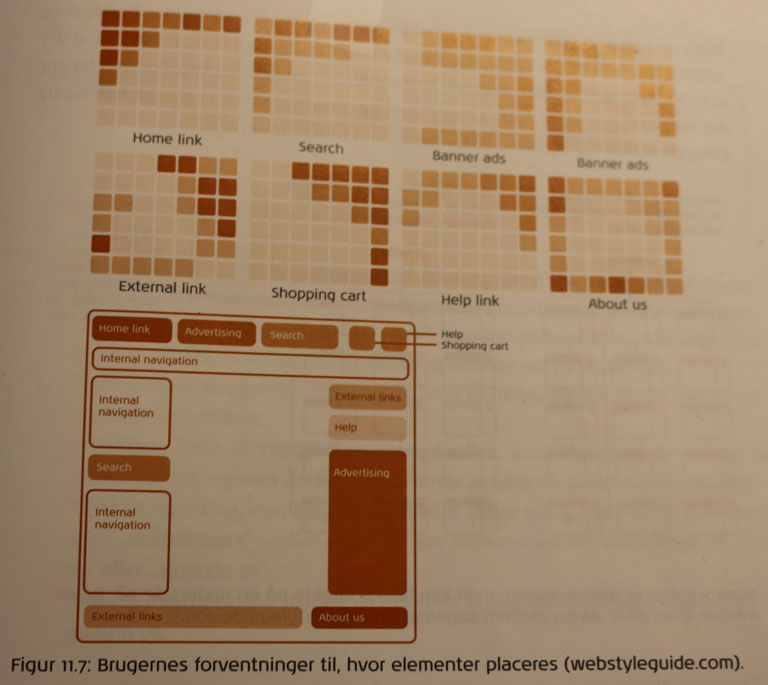 Home link
Search
Banner ads
Banner ads
External link
Shopping cart
Help link
About us
Home link
Advertising
Search
Help
Shopping cart
Internal navigation
Internal
navigation
External links
Help
Search
Advertising
Internal
navigation
External links
About us
Figur 11.7: Brugernes forventninger til, hvor elementer placeres (webstyleguide.com).